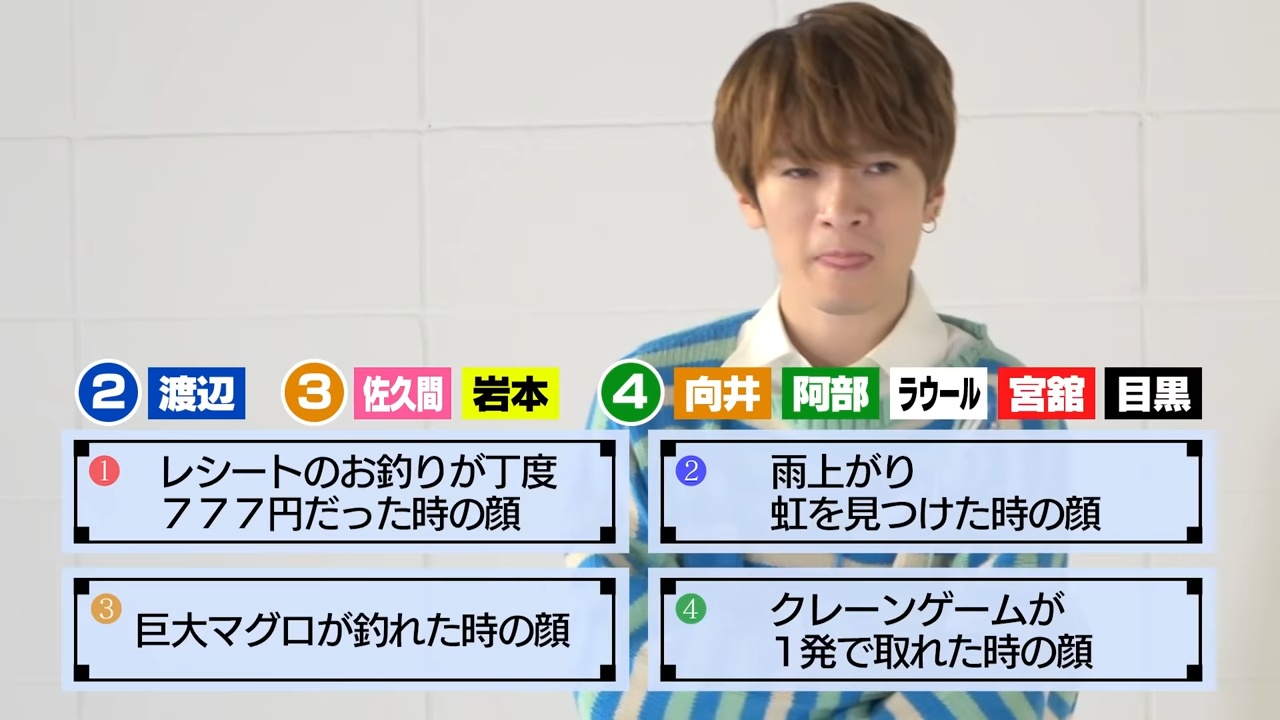 ② 渡辺 ③ 佐久間 岩本 ④ 向井 阿部 ラウール 宮舘 目黒
① レシートのお釣りが丁度
７７７円だった時の顔
② 雨上がり
虹を見つけた時の顔
③ 巨大マグロが釣れた時の顔
④ クレーンゲームが
１発で取れた時の顔